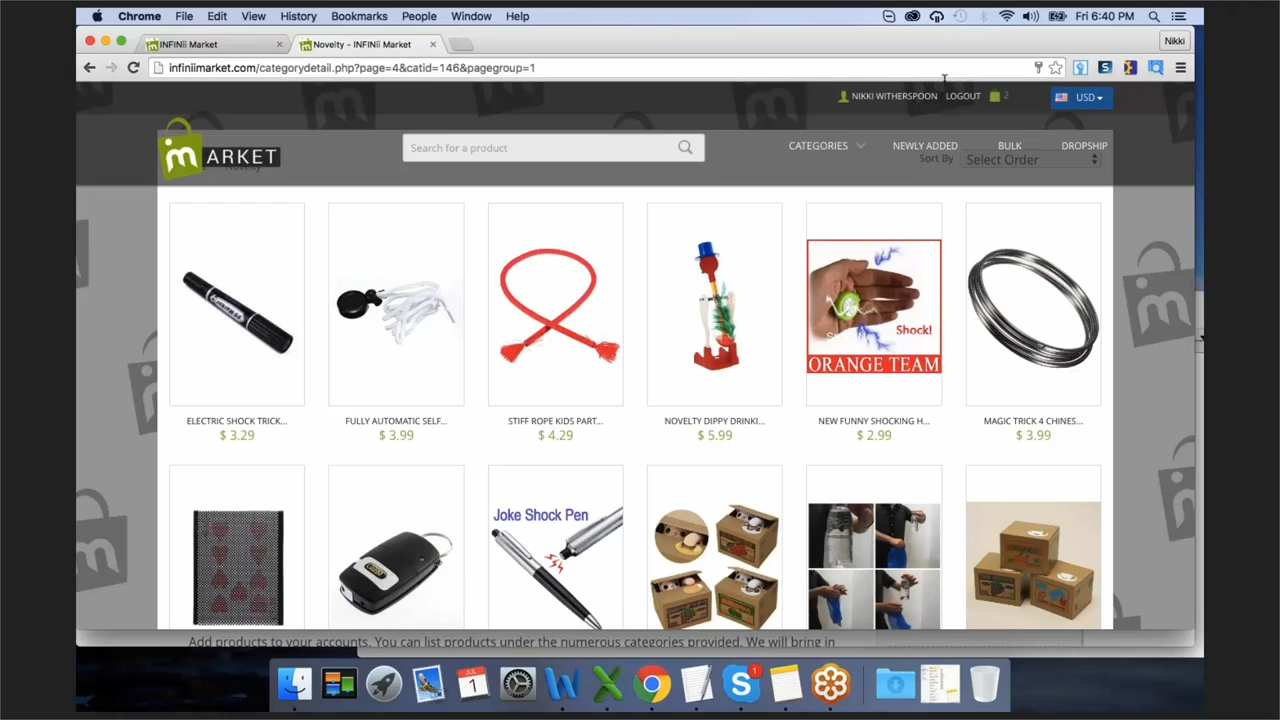 Chrome File Edit View History Bookmarks People Window Help Fri 6:40 PM
INFINii Market Novelty - INFINii Market Nikki
infiniimarket.com/categorydetail.php?page=4&catid=146&pagegroup=1
NIKKI WITHERSPOON LOGOUT 2 USD
mARKET Search for a product CATEGORIES NEWLY ADDED BULK DROPSHIP
Novelty Sort By Select Order
Shock!
ORANGE TEAM
ELECTRIC SHOCK TRICK... FULLY AUTOMATIC SELF... STIFF ROPE KIDS PART... NOVELTY DIPPY DRINKI... NEW FUNNY SHOCKING H... MAGIC TRICK 4 CHINES...
$ 3.29 $ 3.99 $ 4.29 $ 5.99 $ 2.99 $ 3.99
Joke Shock Pen
Add products to your accounts. You can list products under the numerous categories provided. We will bring in
JUL
1
1